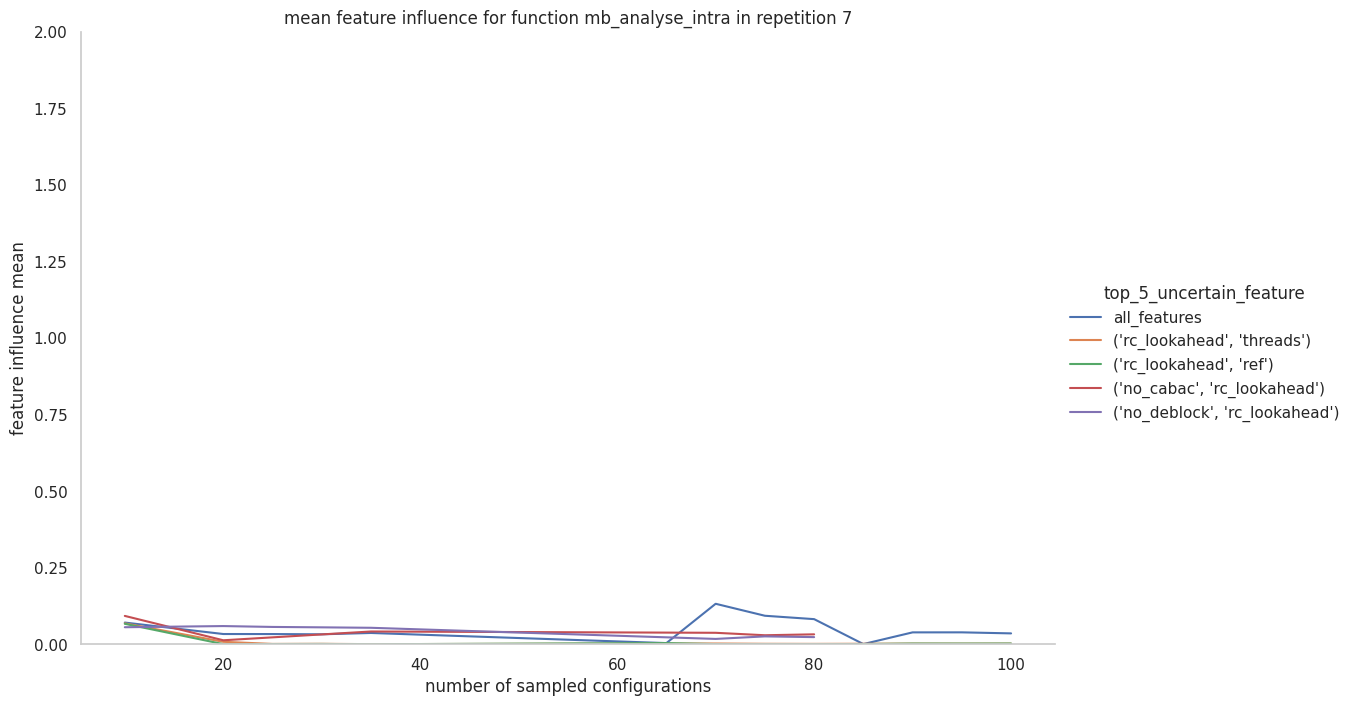 mean feature influence for function mb_analyse_intra in repetition 7
2.00
1.75
1.50
1.25
1.00
0.75
0.50
0.25
0.00
feature influence mean
20
40
60
80
100
number of sampled configurations
top_5_uncertain_feature
all_features
('rc_lookahead', 'threads')
('rc_lookahead', 'ref')
('no_cabac', 'rc_lookahead')
('no_deblock', 'rc_lookahead')